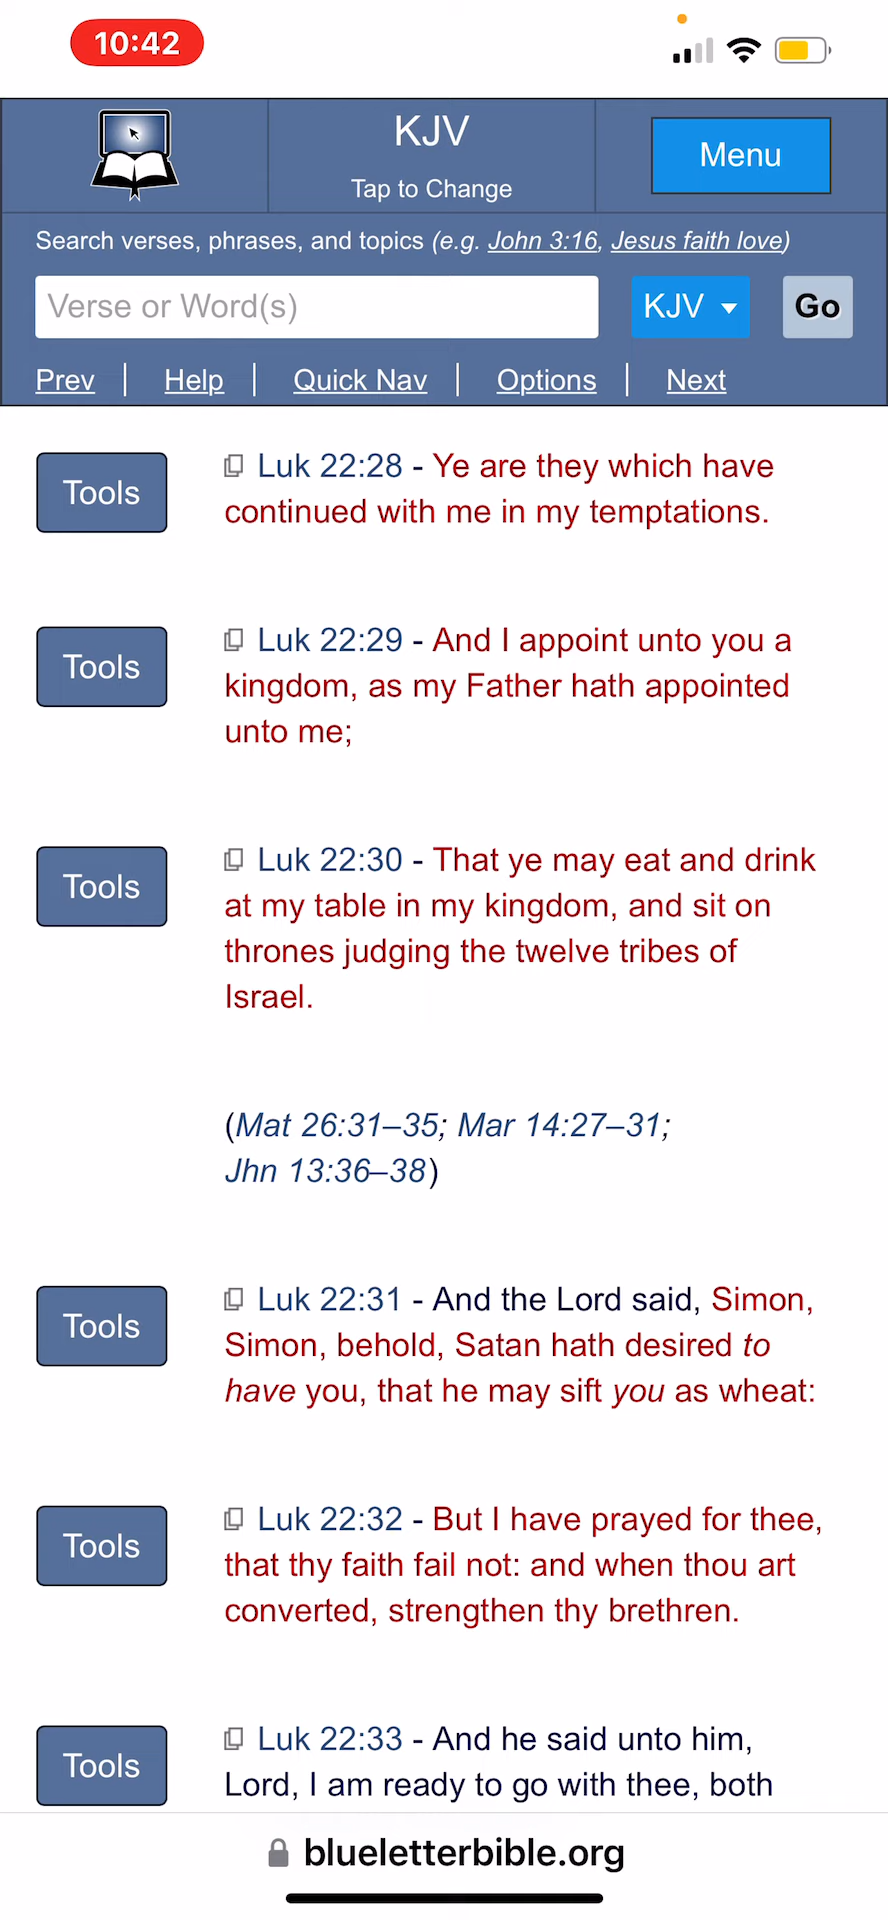 10:42
KJV
Tap to Change
Menu
Search verses, phrases, and topics (e.g. John 3:16, Jesus faith love)
Verse or Word(s)
KJV
Go
Prev | Help | Quick Nav | Options | Next
Tools
Luk 22:28 - Ye are they which have
continued with me in my temptations.
Tools
Luk 22:29 - And I appoint unto you a
kingdom, as my Father hath appointed
unto me;
Tools
Luk 22:30 - That ye may eat and drink
at my table in my kingdom, and sit on
thrones judging the twelve tribes of
Israel.
(Mat 26:31–35; Mar 14:27–31;
Jhn 13:36–38)
Tools
Luk 22:31 - And the Lord said, Simon,
Simon, behold, Satan hath desired to
have you, that he may sift you as wheat:
Tools
Luk 22:32 - But I have prayed for thee,
that thy faith fail not: and when thou art
converted, strengthen thy brethren.
Tools
Luk 22:33 - And he said unto him,
Lord, I am ready to go with thee, both
blueletterbible.org